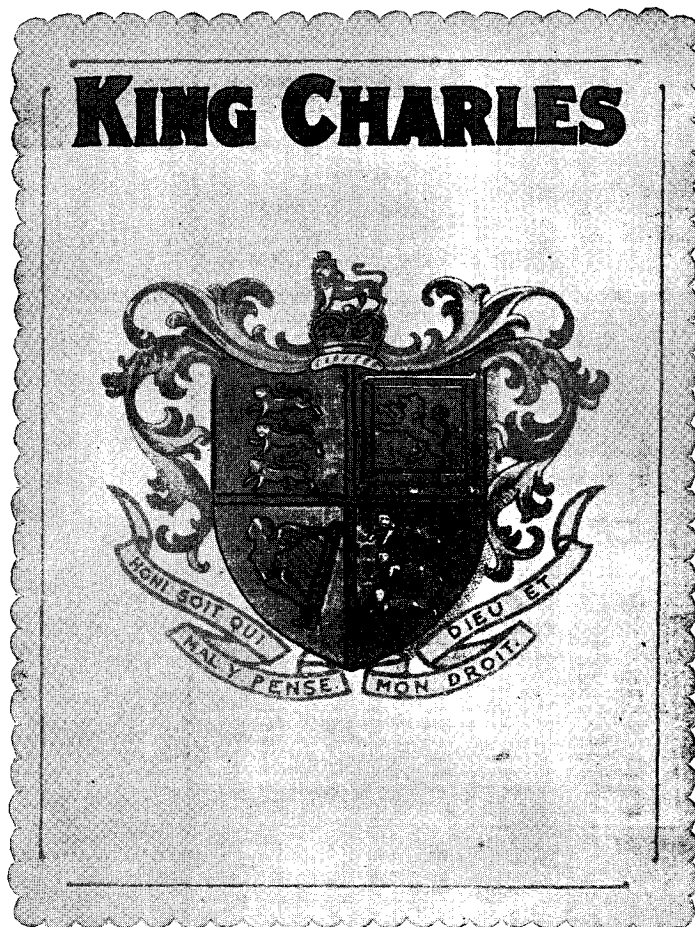 KING CHARLES
HONI SOIT QUI
MAL Y PENSE
DIEU ET
MON DROIT.